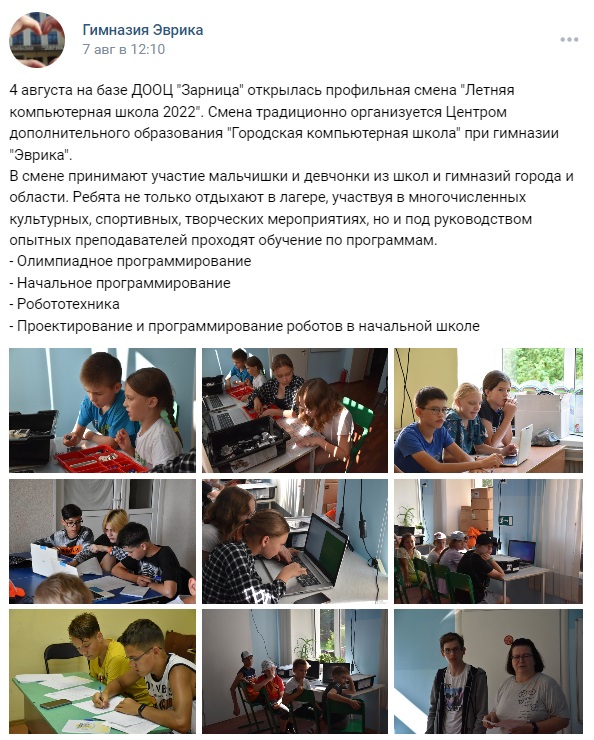 Гимназия Эврика
7 авг в 12:10
4 августа на базе ДООЦ "Зарница" открылась профильная смена "Летняя
компьютерная школа 2022". Смена традиционно организуется Центром
дополнительного образования "Городская компьютерная школа" при гимназии
"Эврика".
В смене принимают участие мальчишки и девчонки из школ и гимназий города и
области. Ребята не только отдыхают в лагере, участвуя в многочисленных
культурных, спортивных, творческих мероприятиях, но и под руководством
опытных преподавателей проходят обучение по программам.
- Олимпиадное программирование
- Начальное программирование
- Робототехника
- Проектирование и программирование роботов в начальной школе